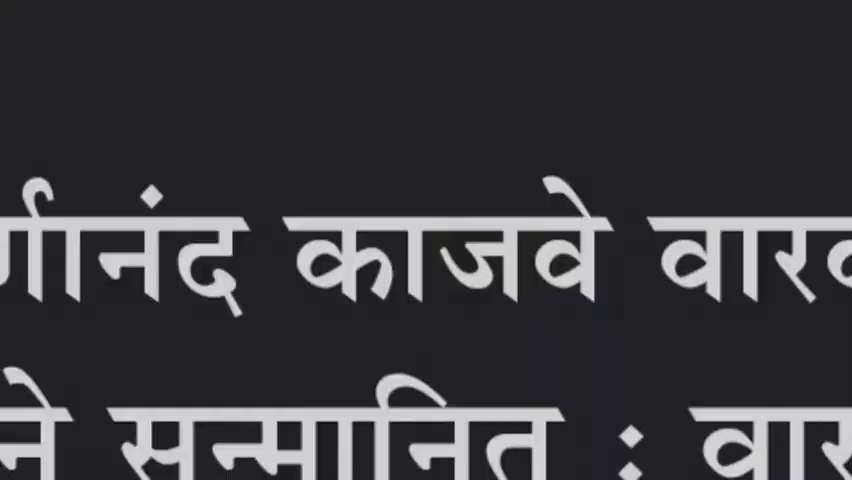 र्णानंद काजवे वार
ने सन्मानित : वार